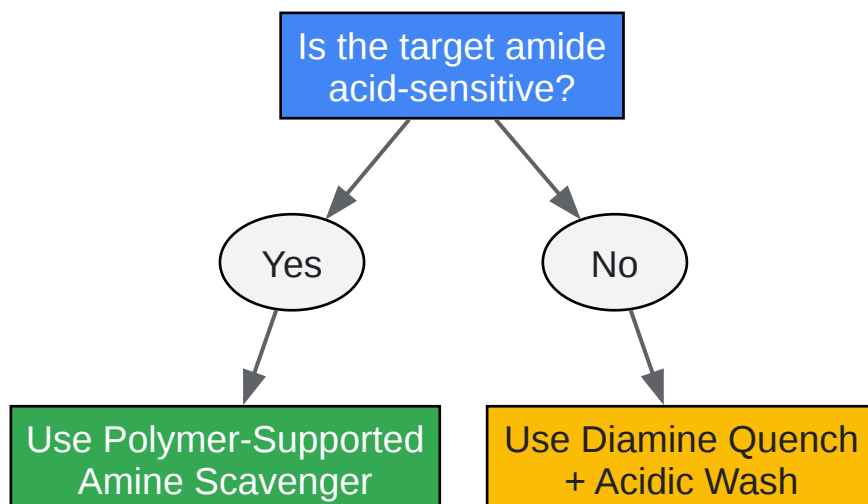 Is the target amide
acid-sensitive?
Yes
No
Use Polymer-Supported
Amine Scavenger
Use Diamine Quench
+ Acidic Wash